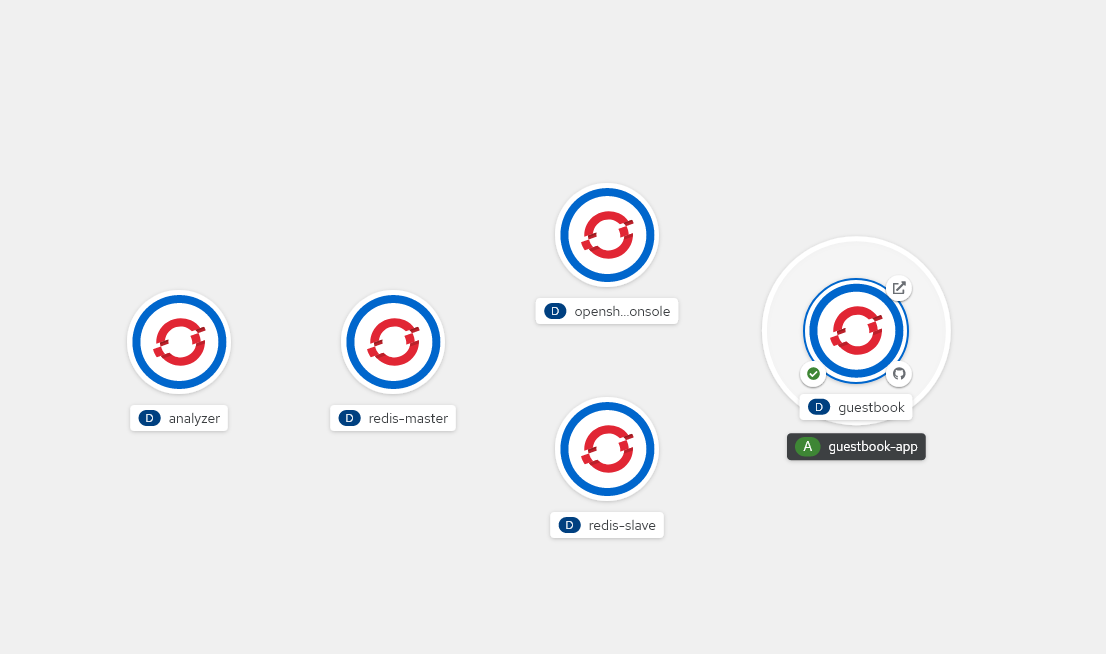 D opensh...onsole
D analyzer
D redis-master
D guestbook
A guestbook-app
D redis-slave